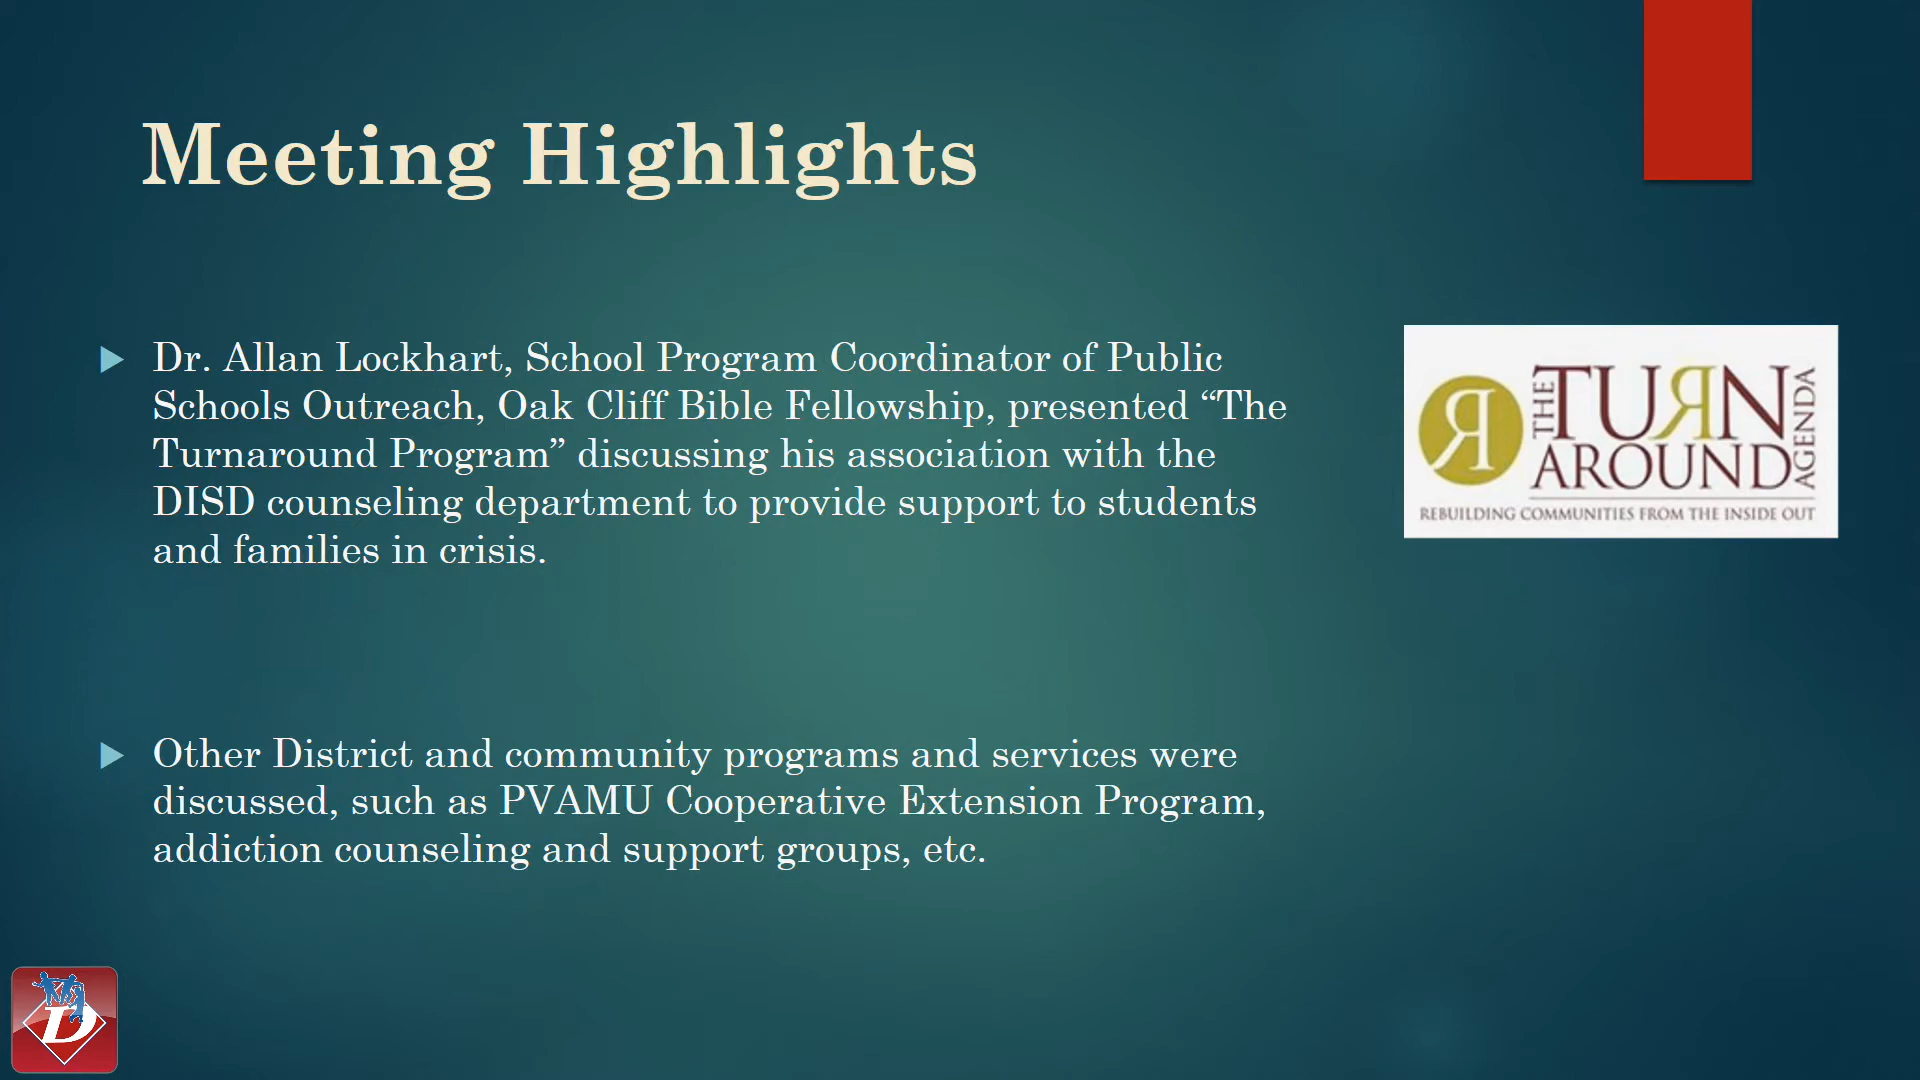 Meeting Highlights
Dr. Allan Lockhart, School Program Coordinator of Public
Schools Outreach, Oak Cliff Bible Fellowship, presented “The
Turnaround Program” discussing his association with the
DISD counseling department to provide support to students
and families in crisis.
R THE TURN
AROUND AGENDA
REBUILDING COMMUNITIES FROM THE INSIDE OUT
Other District and community programs and services were
discussed, such as PVAMU Cooperative Extension Program,
addiction counseling and support groups, etc.
D